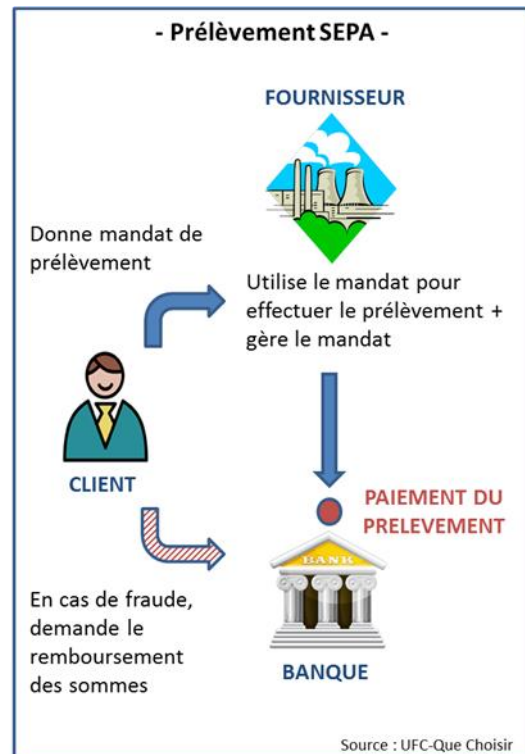 - Prélèvement SEPA -
FOURNISSEUR
Donne mandat de
prélèvement
Utilise le mandat pour
effectuer le prélèvement +
gère le mandat
CLIENT
PAIEMENT DU
PRELEVEMENT
BANK
En cas de fraude,
demande le
remboursement
des sommes
BANQUE
Source : UFC-Que Choisir